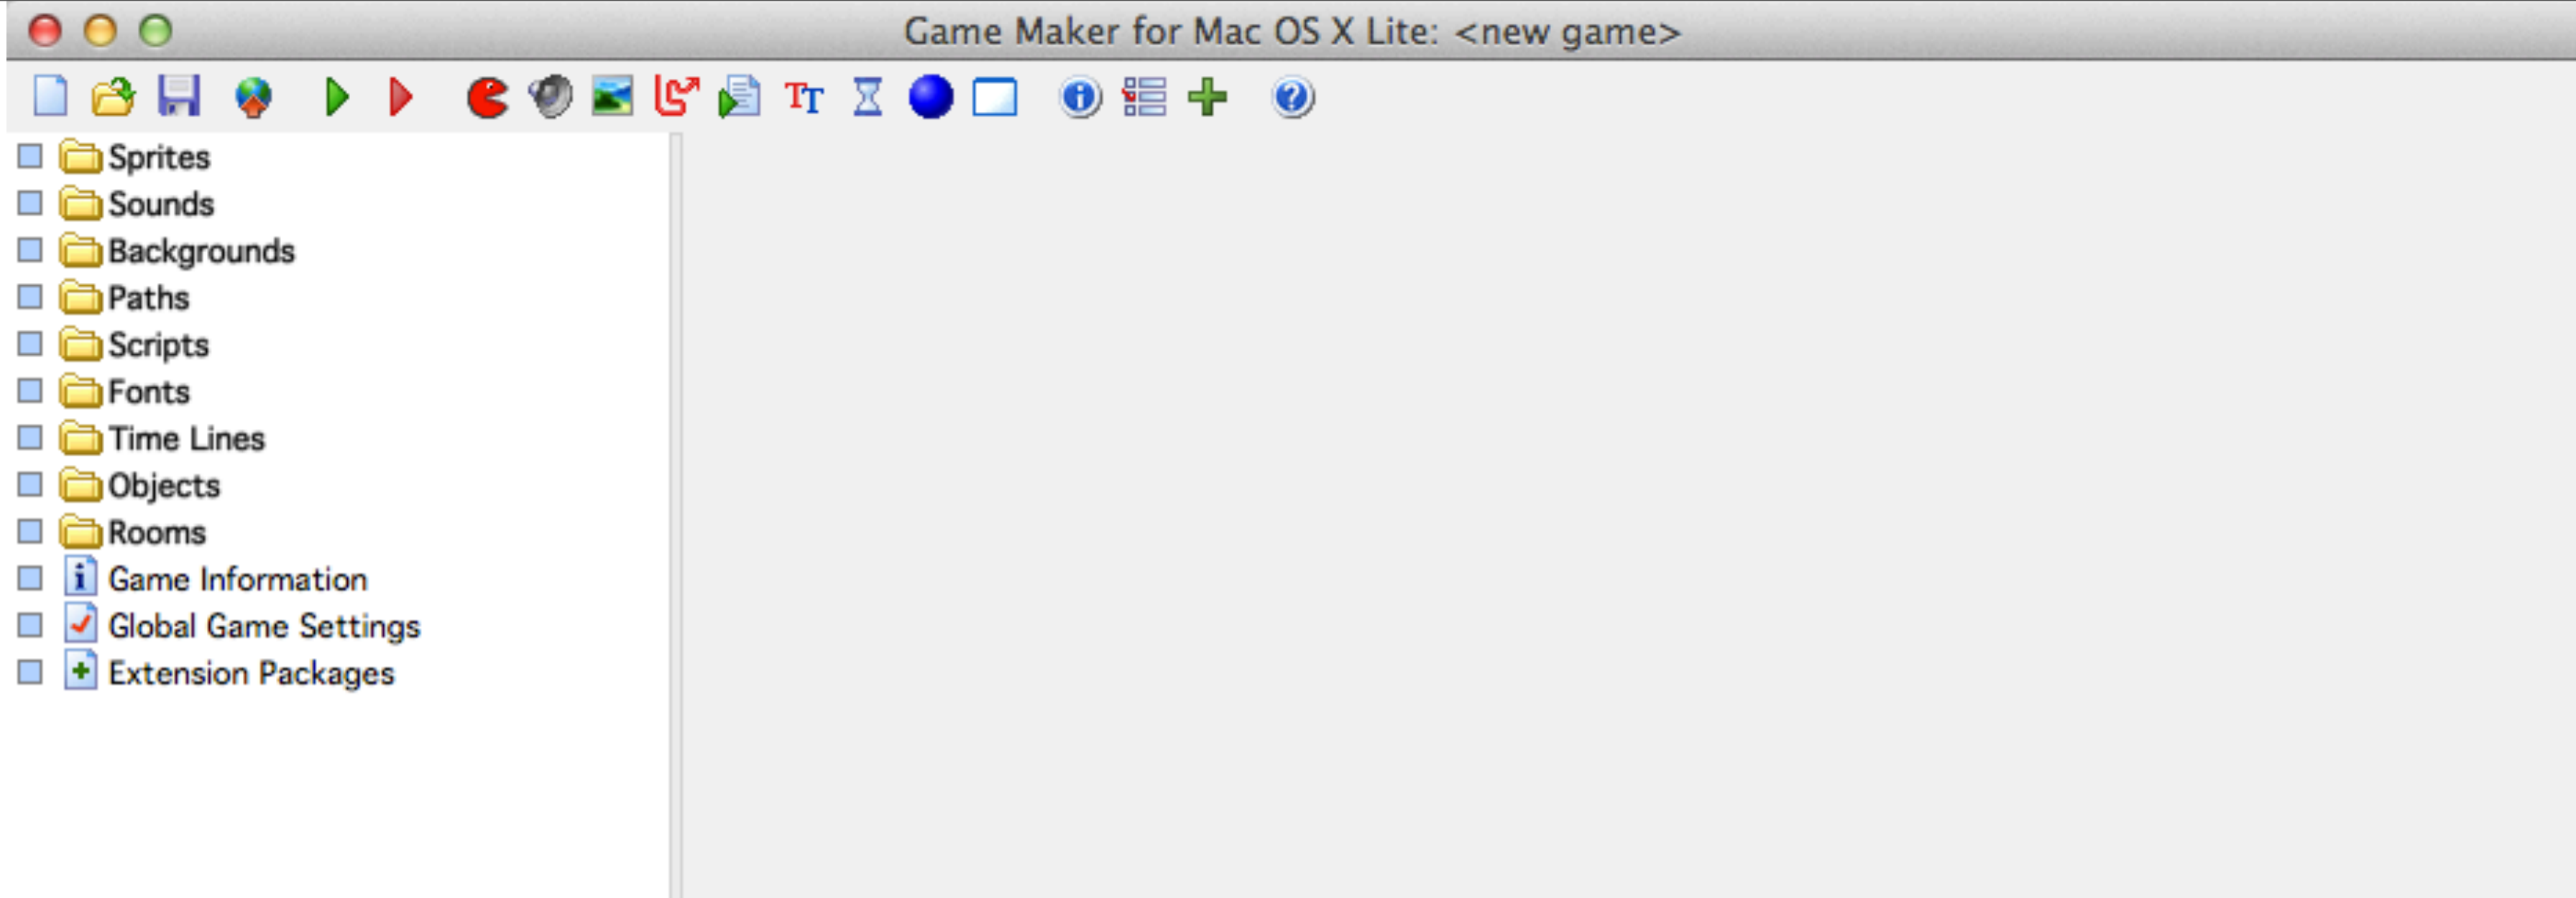 Game Maker for Mac OS X Lite: <new game>
Sprites
Sounds
Backgrounds
Paths
Scripts
Fonts
Time Lines
Objects
Rooms
Game Information
Global Game Settings
Extension Packages